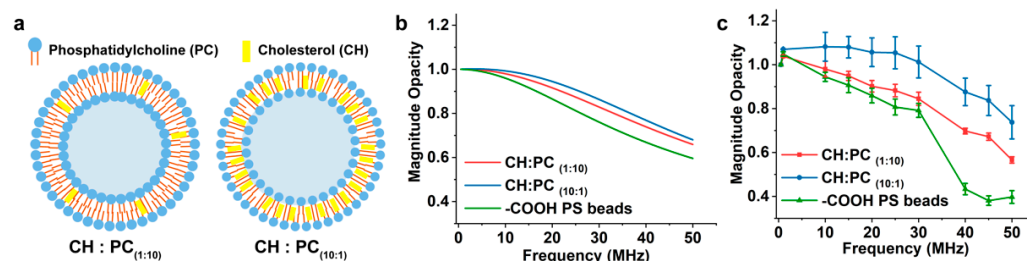 a
Phosphatidylcholine (PC)
Cholesterol (CH)
CH : PC(1:10)
CH : PC(10:1)
b
1.2
1.0
0.8
0.6
0.4
Magnitude Opacity
CH:PC (1:10)
CH:PC (10:1)
-COOH PS beads
0 10 20 30 40 50
Frequency (MHz)
c
1.2
1.0
0.8
0.6
0.4
Magnitude Opacity
CH:PC (1:10)
CH:PC (10:1)
-COOH PS beads
0 10 20 30 40 50
Frequency (MHz)